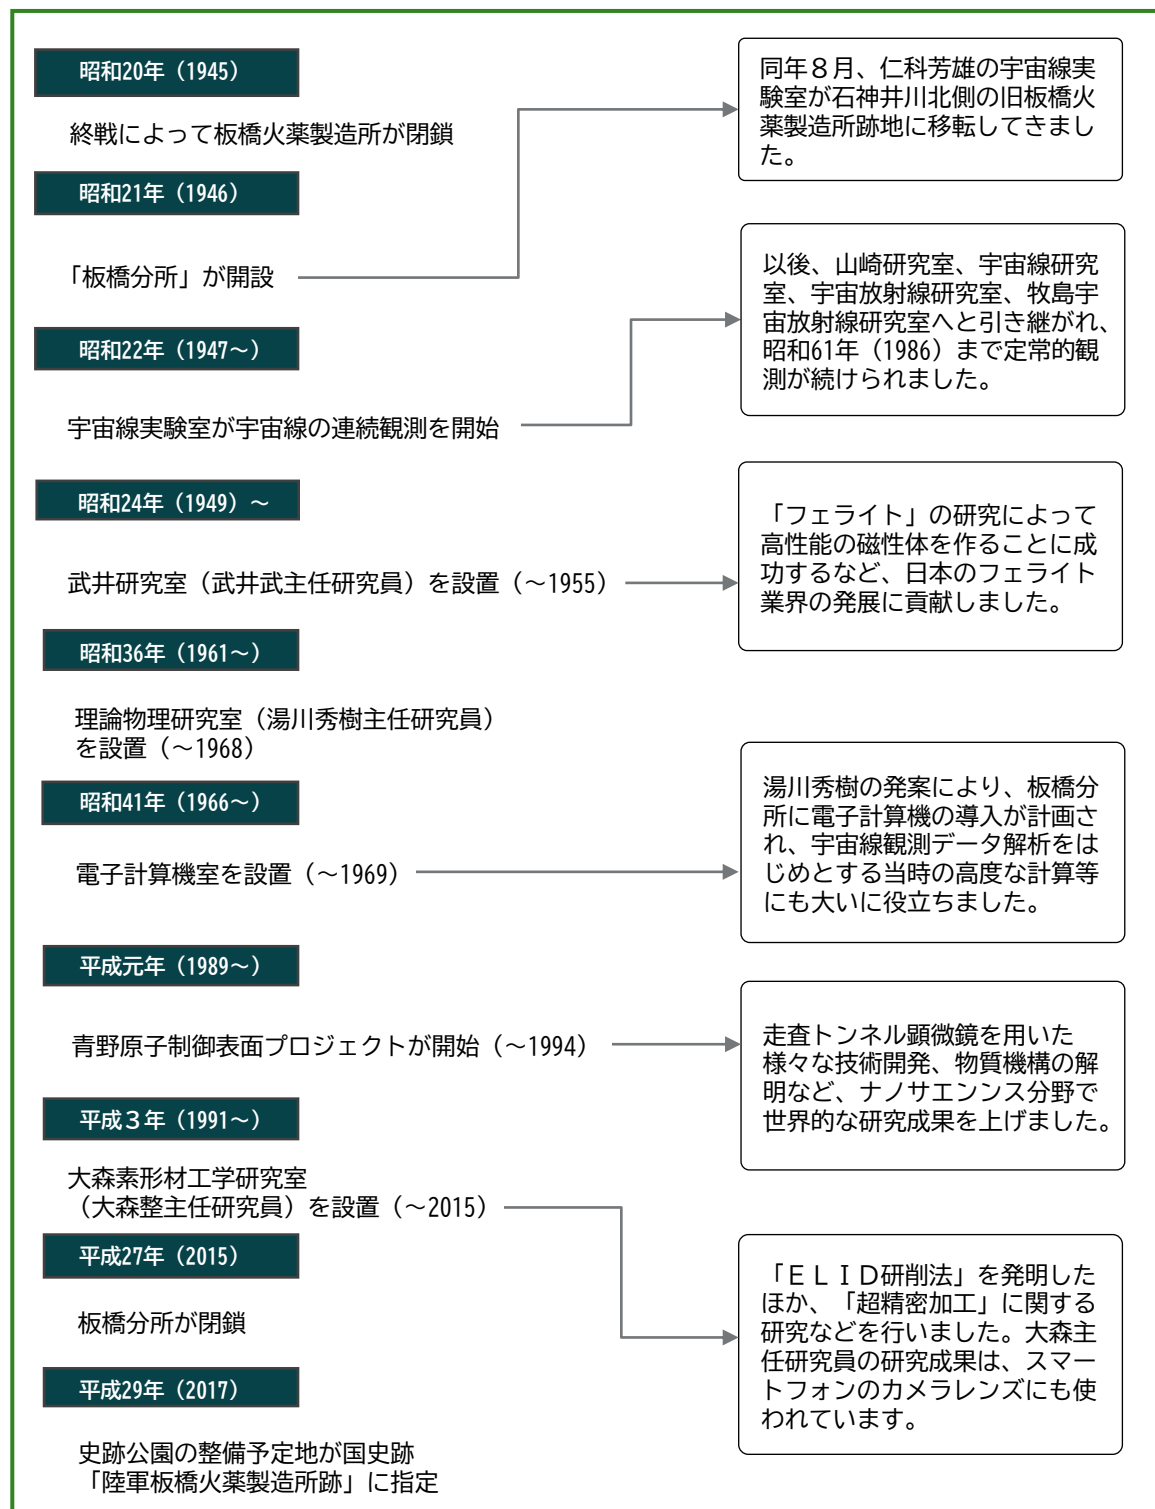 昭和20年（1945）
終戦によって板橋火薬製造所が閉鎖
昭和21年（1946）
「板橋分所」が開設
同年８月、仁科芳雄の宇宙線実
験室が石神井川北側の旧板橋火
薬製造所跡地に移転してきまし
た。
昭和22年（1947～）
宇宙線実験室が宇宙線の連続観測を開始
以後、山崎研究室、宇宙線研究
室、宇宙放射線研究室、牧島宇
宙放射線研究室へと引き継がれ、
昭和61年（1986）まで定常的観
測が続けられました。
昭和24年（1949）～
武井研究室（武井武主任研究員）を設置（～1955）
「フェライト」の研究によって
高性能の磁性体を作ることに成
功するなど、日本のフェライト
業界の発展に貢献しました。
昭和36年（1961～）
理論物理研究室（湯川秀樹主任研究員）
を設置（～1968）
昭和41年（1966～）
電子計算機室を設置（～1969）
湯川秀樹の発案により、板橋分
所に電子計算機の導入が計画さ
れ、宇宙線観測データ解析をは
じめとする当時の高度な計算等
にも大いに役立ちました。
平成元年（1989～）
青野原子制御表面プロジェクトが開始（～1994）
走査トンネル顕微鏡を用いた
様々な技術開発、物質機構の解
明など、ナノサエンンス分野で
世界的な研究成果を上げました。
平成３年（1991～）
大森素形材工学研究室
（大森整主任研究員）を設置（～2015）
「ＥＬＩＤ研削法」を発明した
ほか、「超精密加工」に関する
研究などを行いました。大森主
任研究員の研究成果は、スマー
トフォンのカメラレンズにも使
われています。
平成27年（2015）
板橋分所が閉鎖
平成29年（2017）
史跡公園の整備予定地が国史跡
「陸軍板橋火薬製造所跡」に指定